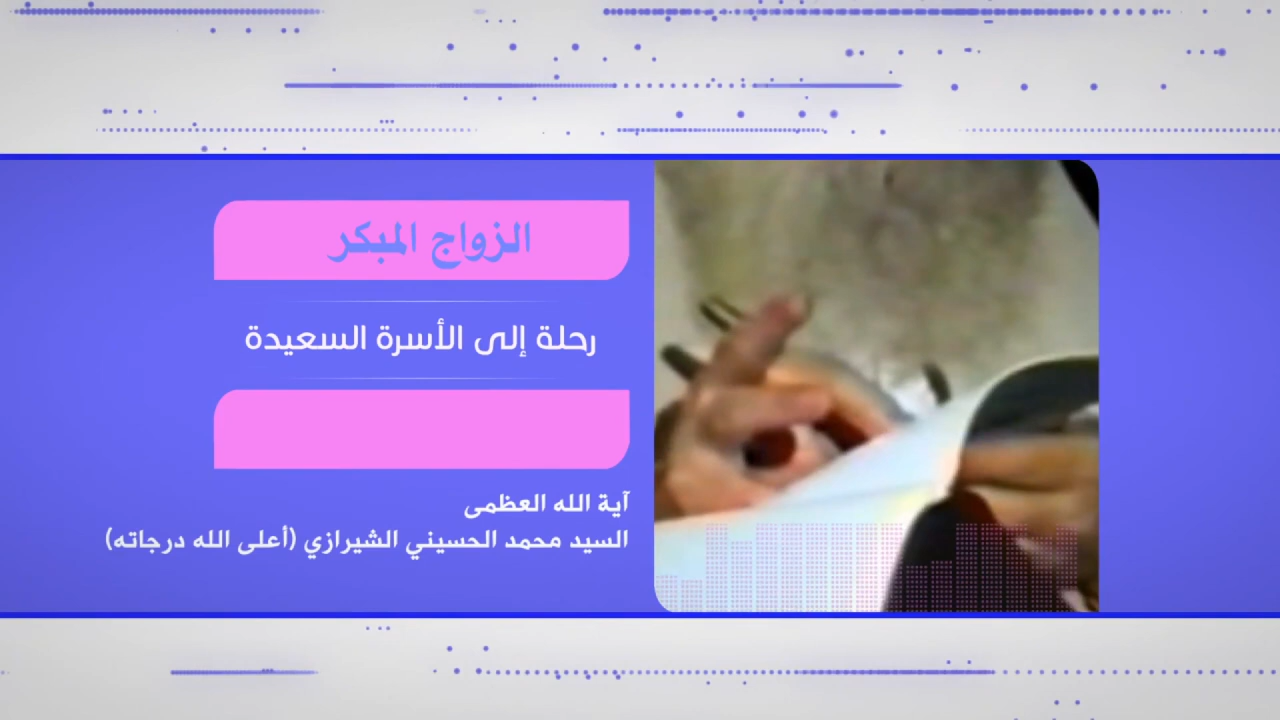 الزواج المبكر
رحلة إلى الأسرة السعيدة
آية الله العظمى
السيد محمد الحسيني الشيرازي (أعلى الله درجاته)